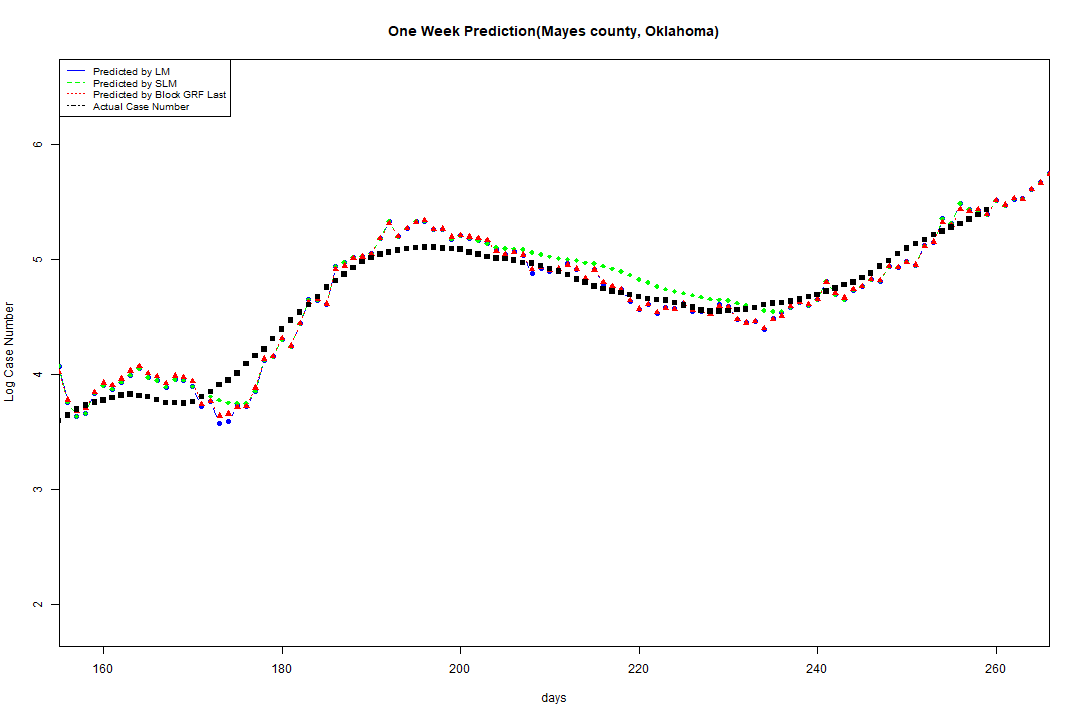 One Week Prediction(Mayes county, Oklahoma)
Predicted by LM
Predicted by SLM
Predicted by Block GRF Last
Actual Case Number
6
5
4
3
2
Log Case Number
160 180 200 220 240 260
days